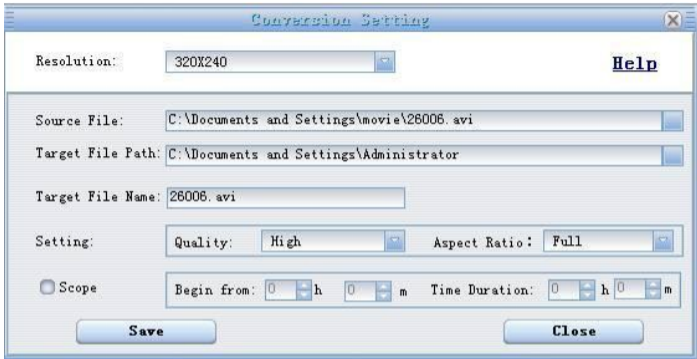 Conversion Setting
Resolution: 320X240 Help
Source File: C:\Documents and Settings\movie\26006.avi
Target File Path: C:\Documents and Settings\Administrator
Target File Name: 26006.avi
Setting: Quality: High Aspect Ratio: Full
Scope Begin from: 0 h 0 m Time Duration: 0 h 0 m
Save Close